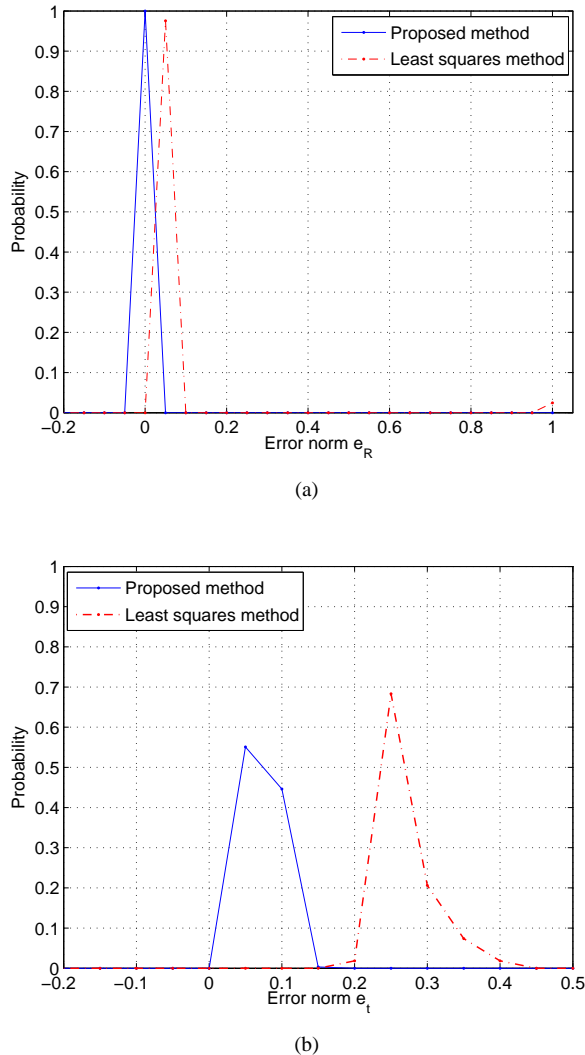 1
0.9
0.8
0.7
0.6
0.5
0.4
0.3
0.2
0.1
0
Probability
Proposed method
Least squares method
−0.2 0 0.2 0.4 0.6 0.8 1
Error norm e_R
(a)
1
0.9
0.8
0.7
0.6
0.5
0.4
0.3
0.2
0.1
0
Probability
Proposed method
Least squares method
−0.2 −0.1 0 0.1 0.2 0.3 0.4 0.5
Error norm e_t
(b)